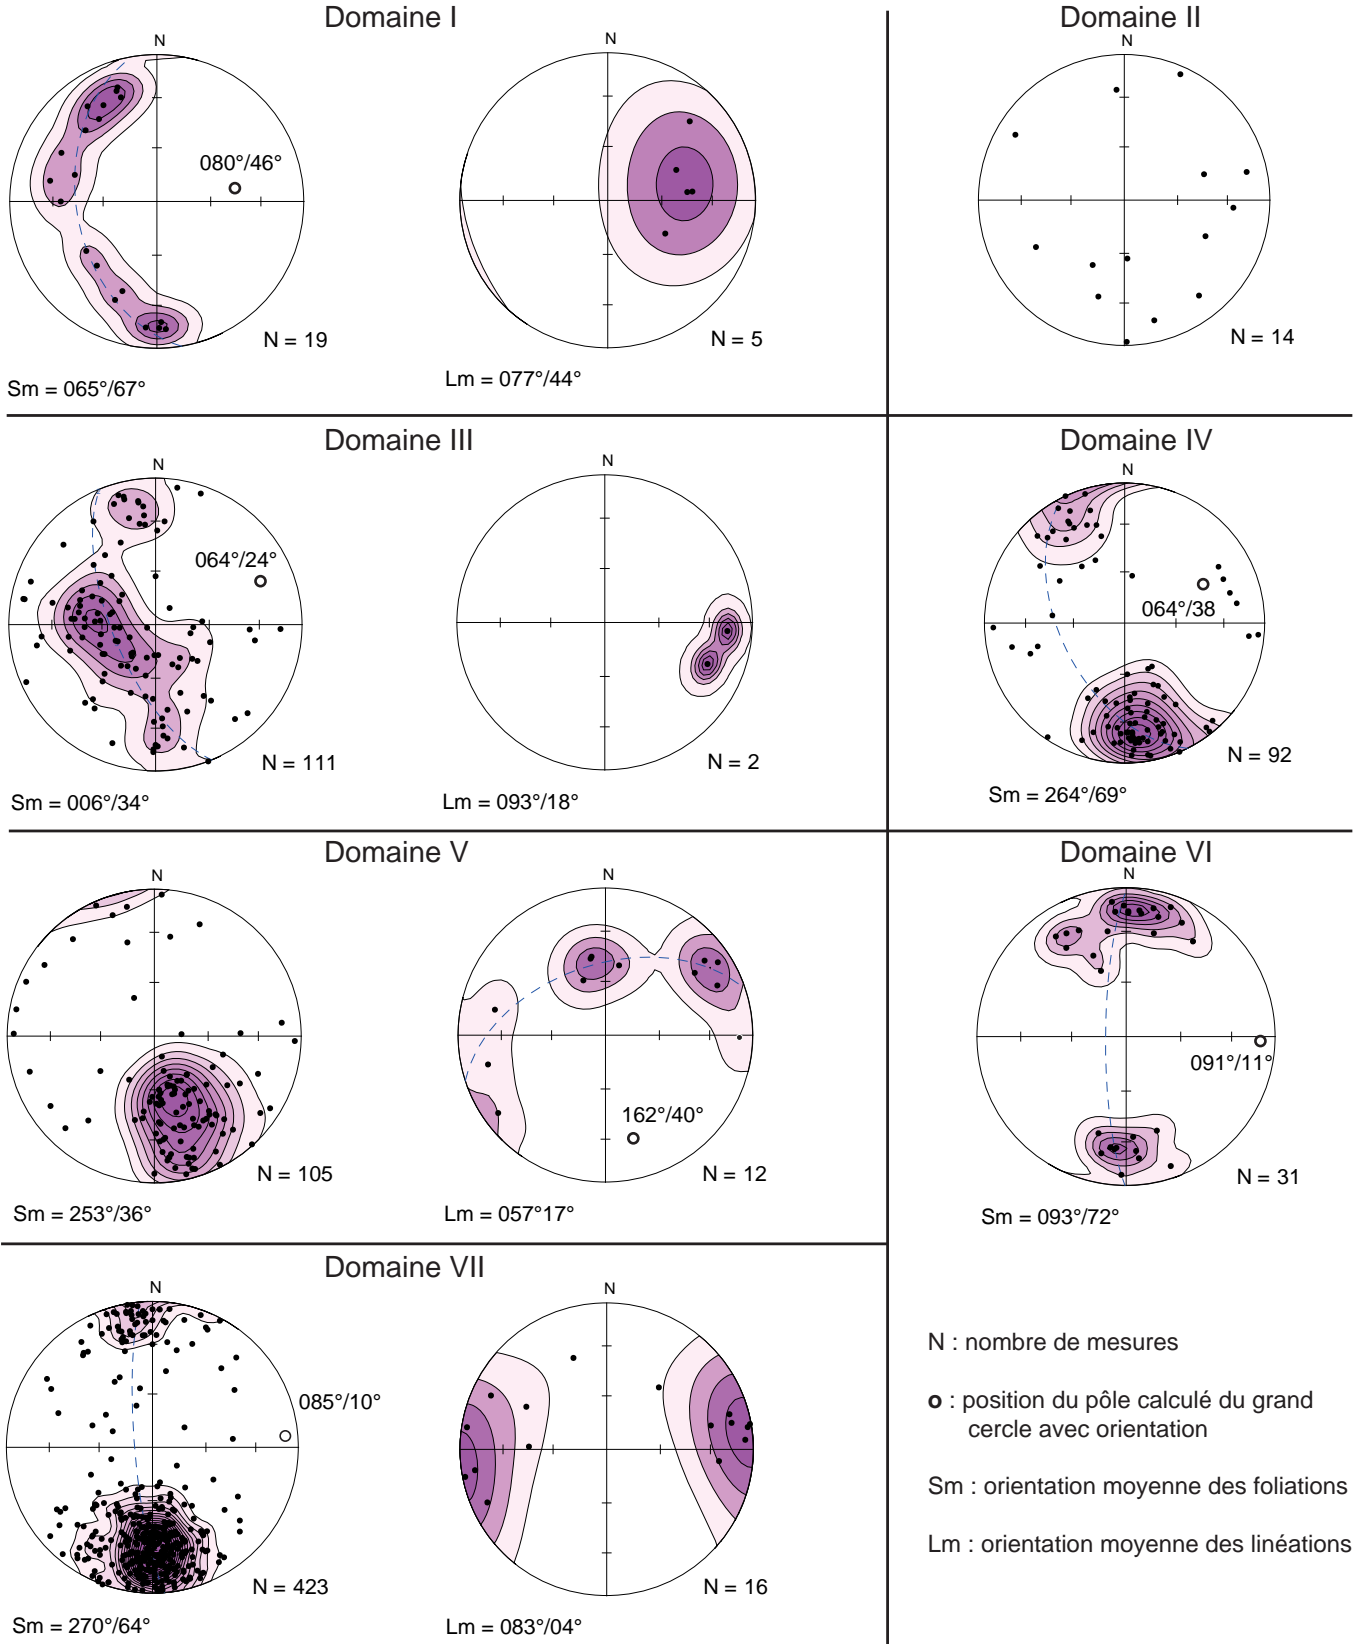 Domaine I
N
080°/46°
N = 19
Sm = 065°/67°
N
N = 5
Lm = 077°/44°
Domaine II
N
N = 14
Domaine III
N
064°/24°
N = 111
Sm = 006°/34°
N
N = 2
Lm = 093°/18°
Domaine IV
N
064°/38
N = 92
Sm = 264°/69°
Domaine V
N
N = 105
Sm = 253°/36°
N
162°/40°
N = 12
Lm = 057°17°
Domaine VI
N
091°/11°
N = 31
Sm = 093°/72°
Domaine VII
N
085°/10°
N = 423
Sm = 270°/64°
N = 16
Lm = 083°/04°
N : nombre de mesures
o : position du pôle calculé du grand
cercle avec orientation
Sm : orientation moyenne des foliations
Lm : orientation moyenne des linéations